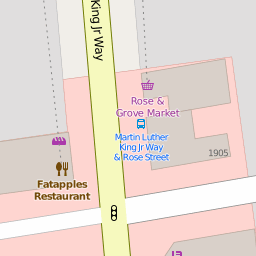 King Jr Way
Rose &
Grove Market
Martin Luther
King Jr Way
& Rose Street
1905
Fatapples
Restaurant